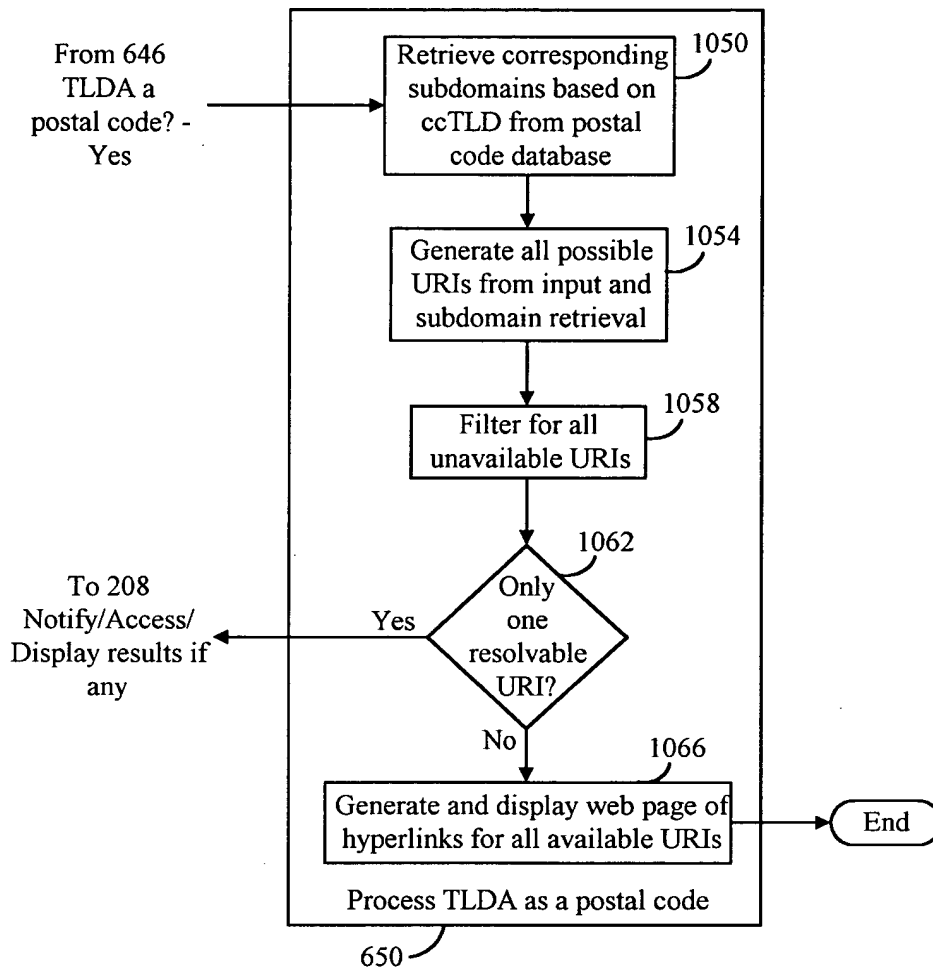 From 646
TLDA a
postal code? -
Yes
Retrieve corresponding
subdomains based on
ccTLD from postal
code database
1050
Generate all possible
URIs from input and
subdomain retrieval
1054
Filter for all
unavailable URIs
1058
Only
one
resolvable
URI?
1062
Yes
To 208
Notify/Access/
Display results if
any
No
1066
Generate and display web page of
hyperlinks for all available URIs
End
Process TLDA as a postal code
650